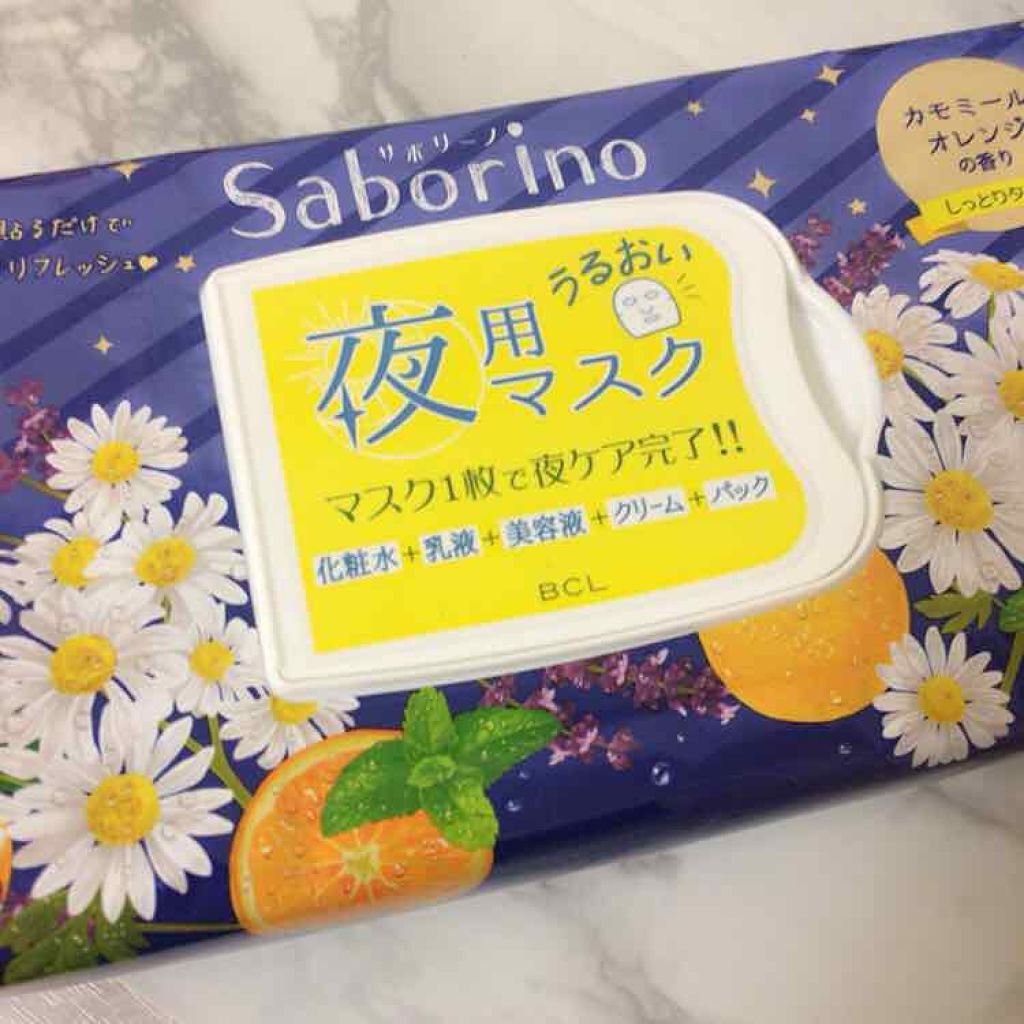 サボリーノ
Saborino
カモミール
オレンジ
の香り
しっとりタ
貼るだけで
リフレッシュ♥
うるおい
夜用
マスク
マスク1枚で夜ケア完了!!
化粧水+乳液+美容液+クリーム+パック
BCL